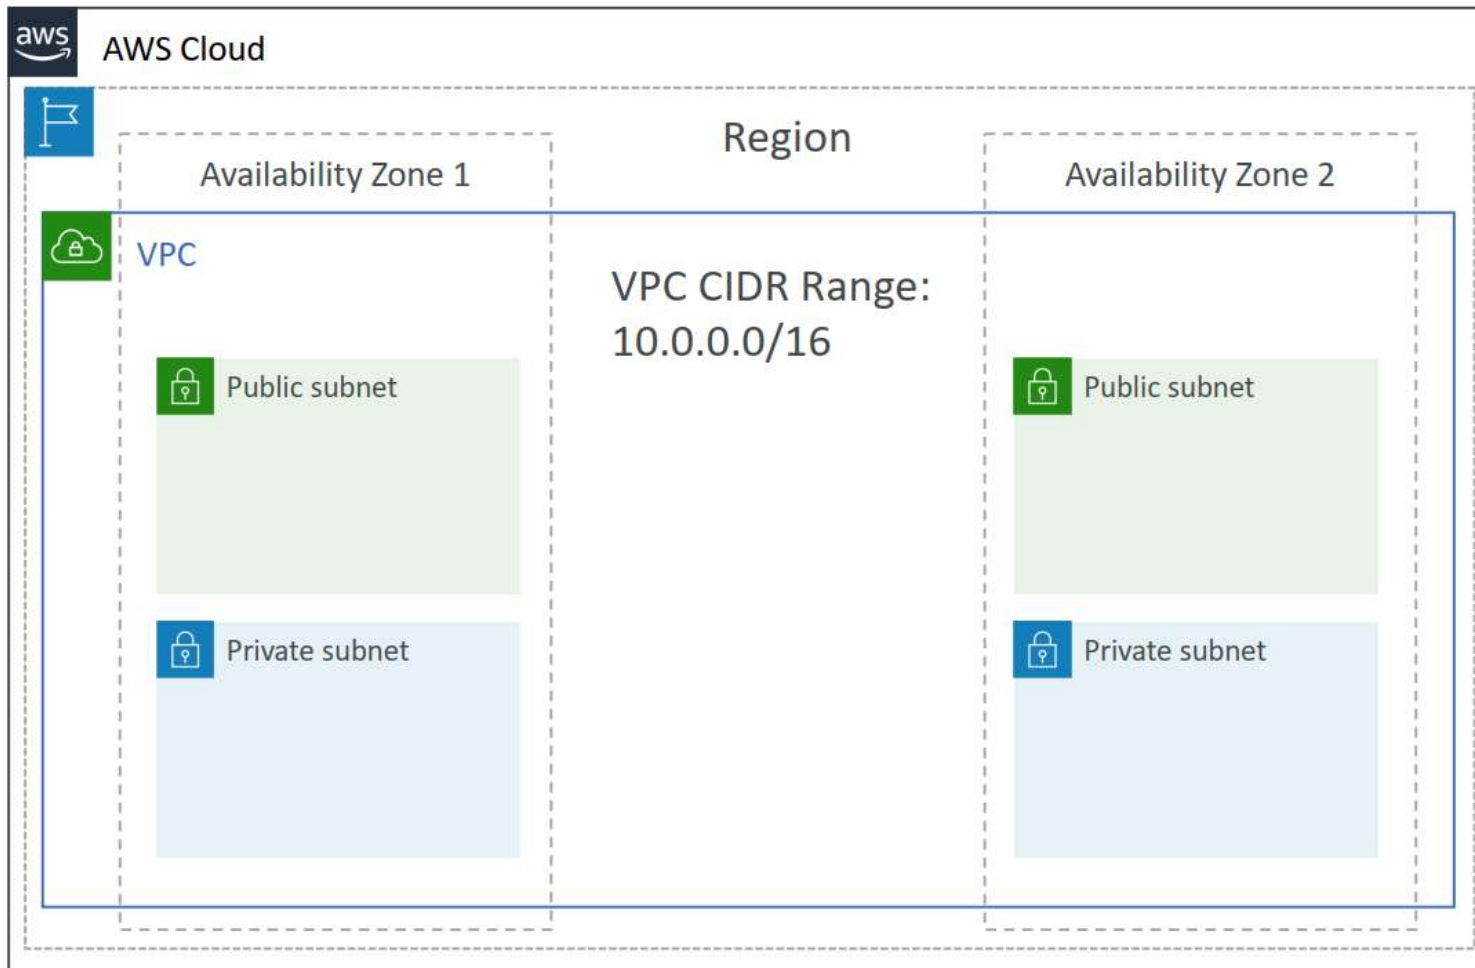 aws
AWS Cloud
Region
Availability Zone 1
Availability Zone 2
VPC
VPC CIDR Range:
10.0.0.0/16
Public subnet
Public subnet
Private subnet
Private subnet